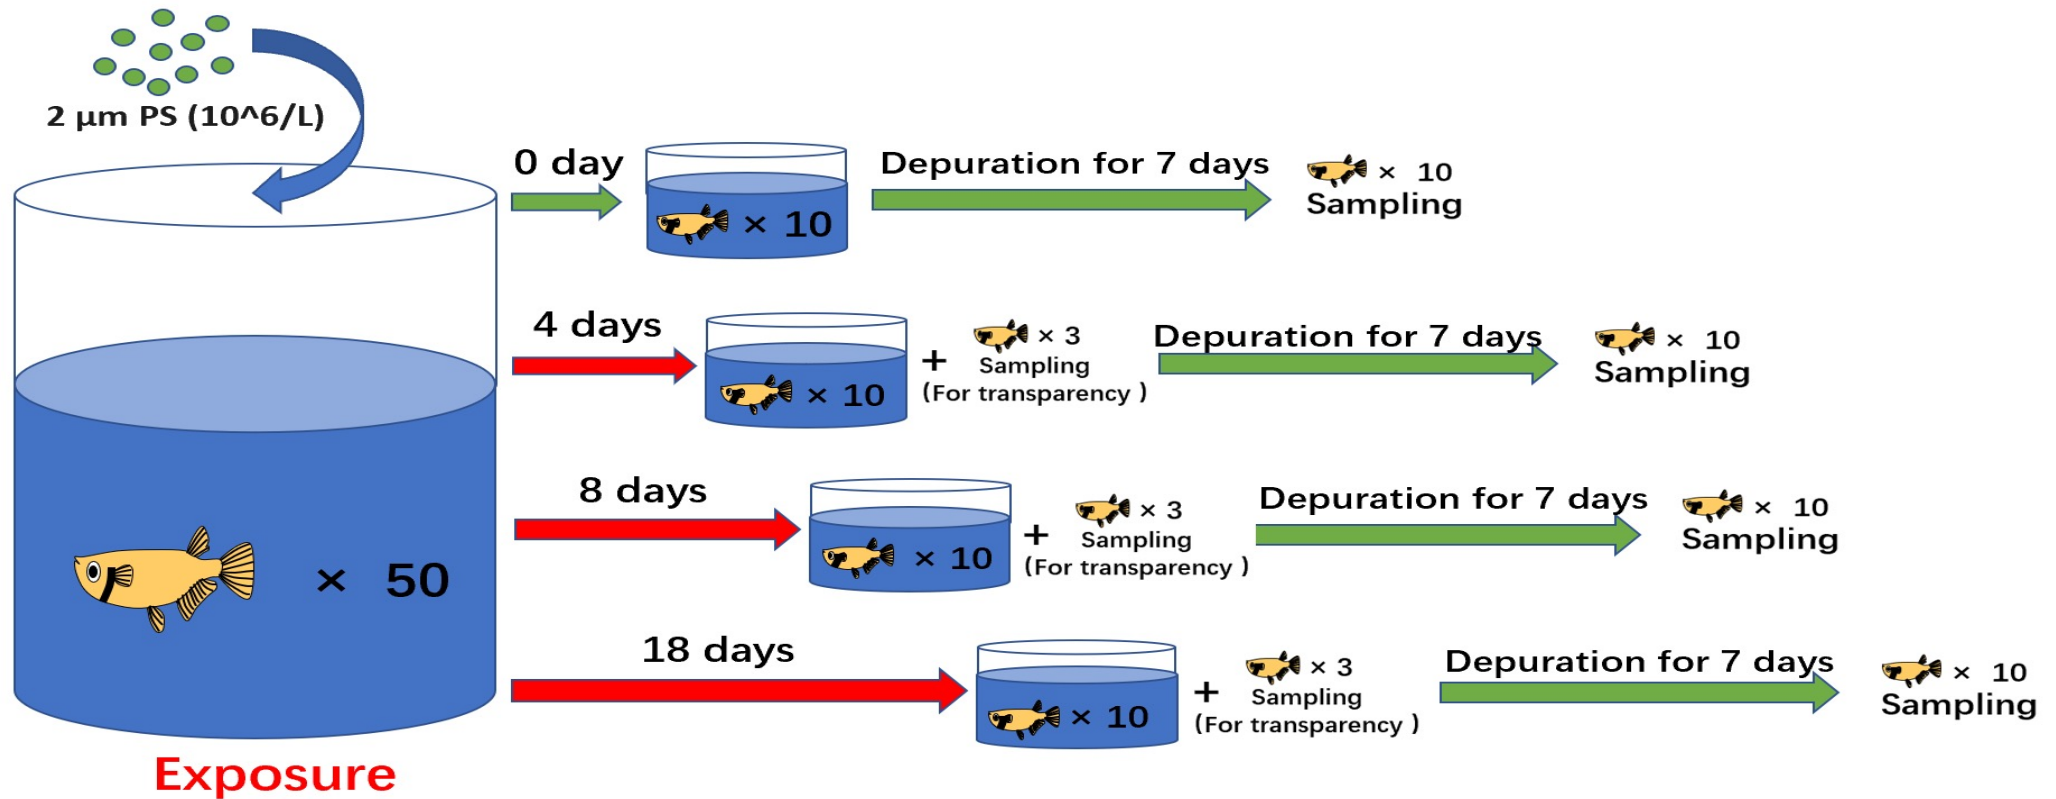 2 μm PS (10^6/L)
× 50
Exposure
0 day
× 10
Depuration for 7 days
× 10
Sampling
4 days
× 10
+
× 3
Sampling
(For transparency )
Depuration for 7 days
× 10
Sampling
8 days
× 10
+
× 3
Sampling
(For transparency )
Depuration for 7 days
× 10
Sampling
18 days
× 10
+
× 3
Sampling
(For transparency )
Depuration for 7 days
× 10
Sampling